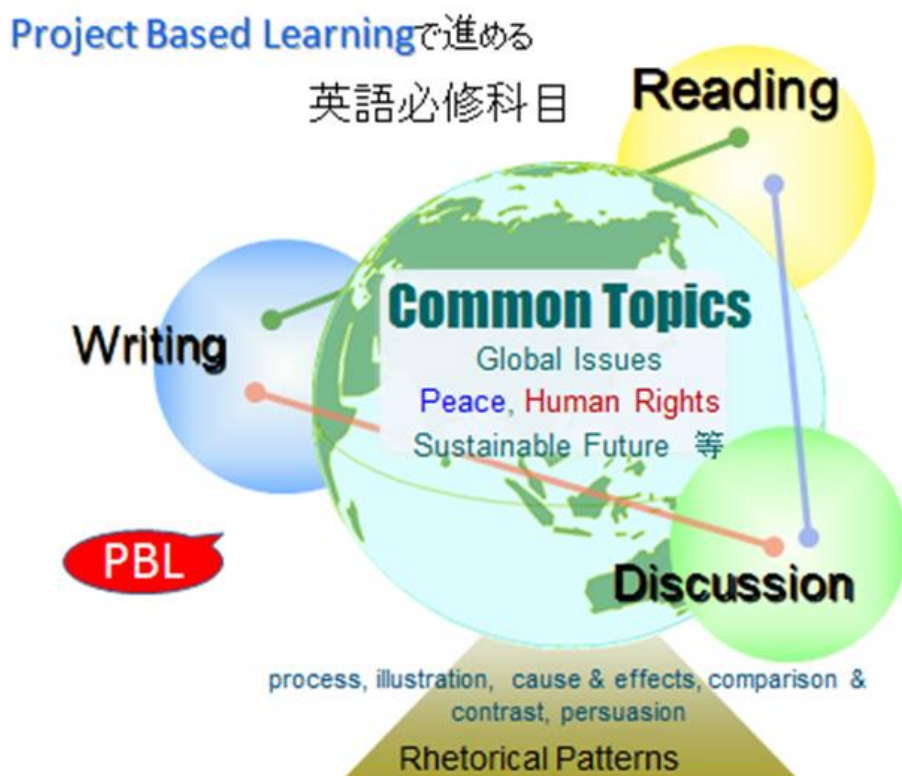 Project Based Learningで進める
英語必修科目
Reading
Writing
Common Topics
Global Issues
Peace, Human Rights
Sustainable Future 等
PBL
Discussion
process, illustration, cause & effects, comparison &
contrast, persuasion
Rhetorical Patterns